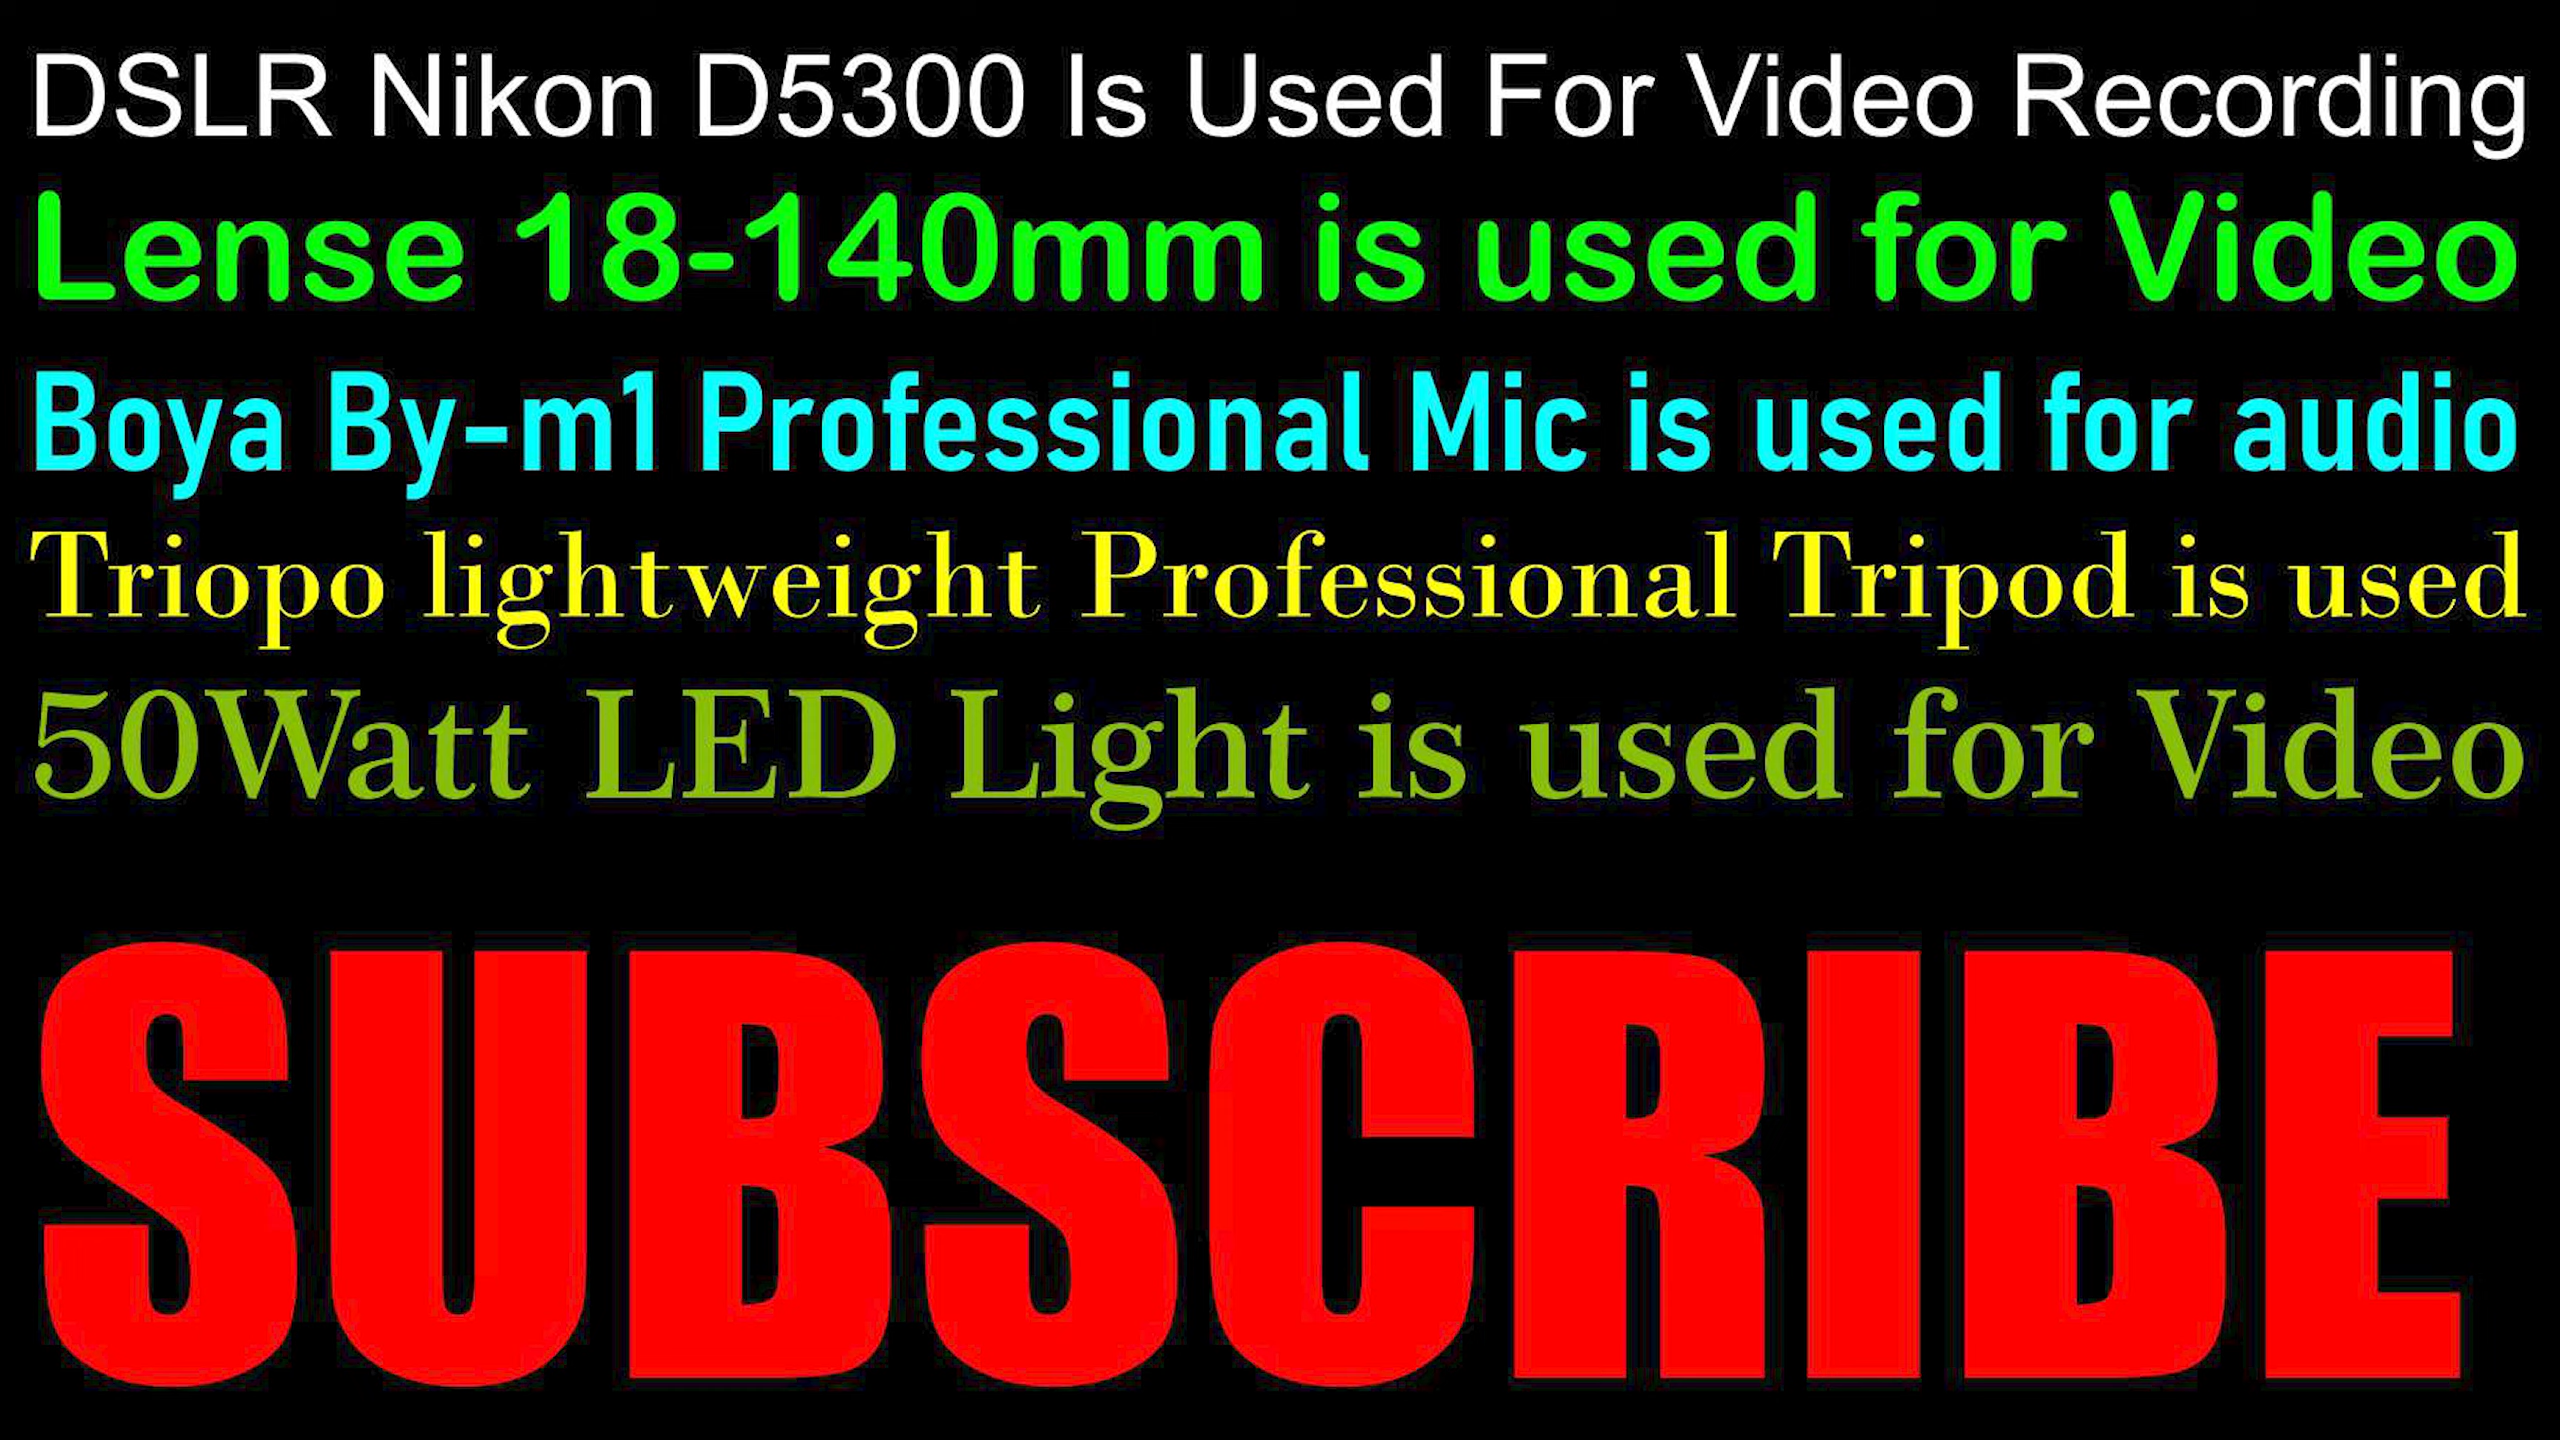 DSLR Nikon D5300 Is Used For Video Recording
Lense 18-140mm is used for Video
Boya By-m1 Professional Mic is used for audio
Triopo lightweight Professional Tripod is used
50Watt LED Light is used for Video
SUBSCRIBE